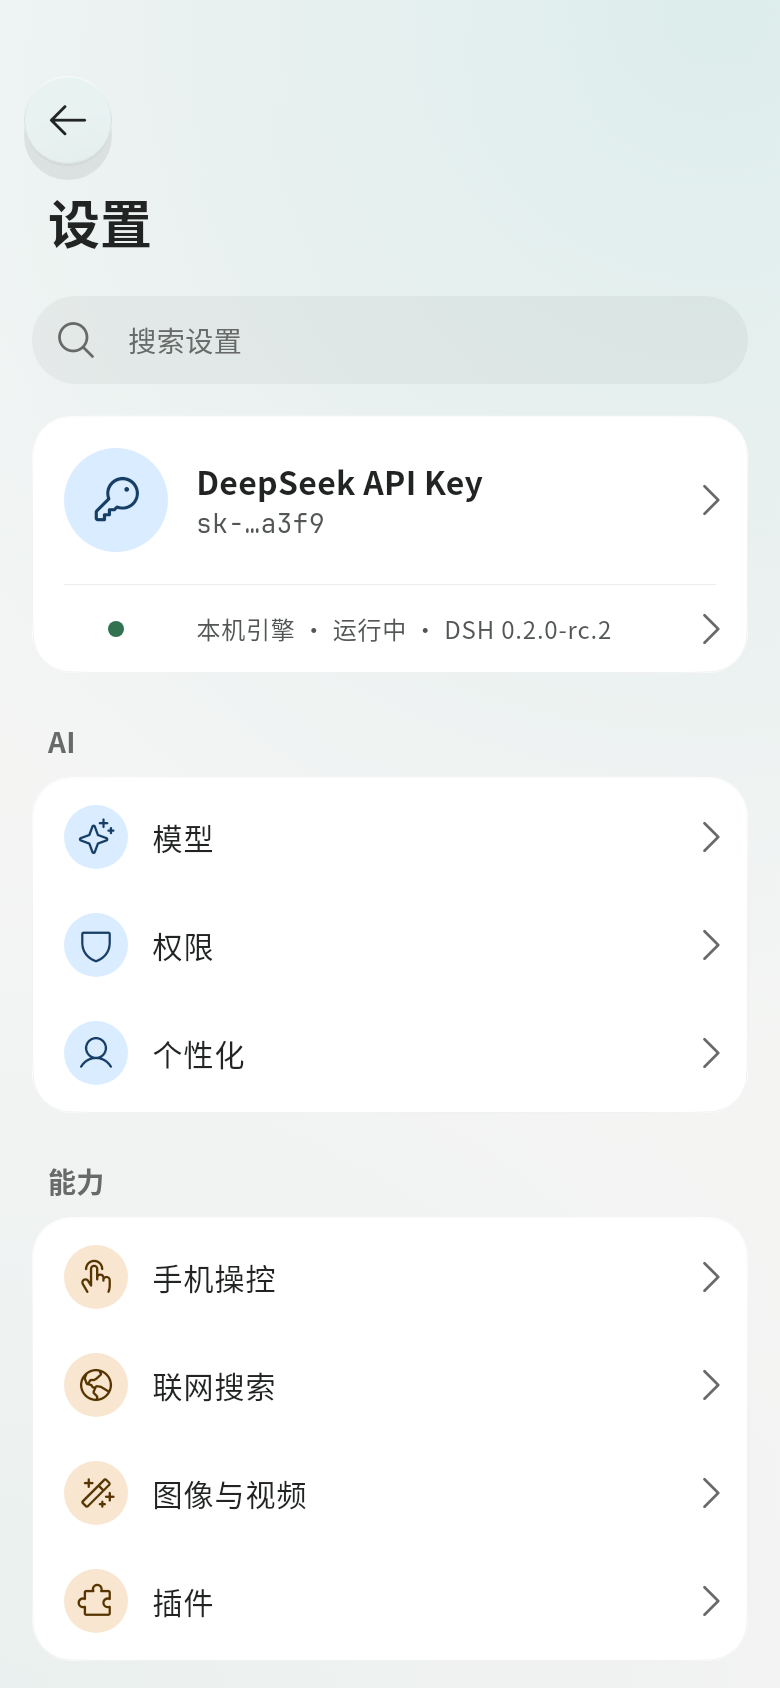 设置
搜索设置
DeepSeek API Key
sk-…a3f9
本机引擎 · 运行中 · DSH 0.2.0-rc.2
AI
模型
权限
个性化
能力
手机操控
联网搜索
图像与视频
插件